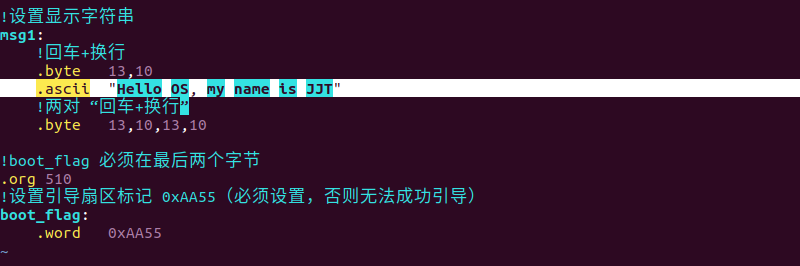 !设置显示字符串
msg1:
!回车+换行
.byte 13,10
.ascii "Hello OS, my name is JJT"
!两对 “回车+换行”
.byte 13,10,13,10
!boot_flag 必须在最后两个字节
.org 510
!设置引导扇区标记 0xAA55（必须设置，否则无法成功引导）
boot_flag:
.word 0xAA55
~